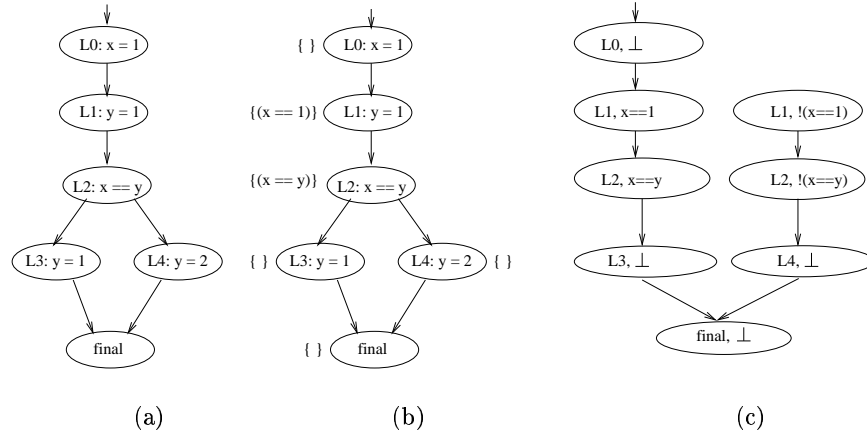 L0: x = 1
L1: y = 1
L2: x == y
L3: y = 1
L4: y = 2
final
(a)
{ }
L0: x = 1
{(x == 1)}
L1: y = 1
{(x == y)}
L2: x == y
{ }
L3: y = 1
L4: y = 2
{ }
{ }
final
(b)
L0, ⊥
L1, x==1
L1, !(x==1)
L2, x==y
L2, !(x==y)
L3, ⊥
L4, ⊥
final, ⊥
(c)